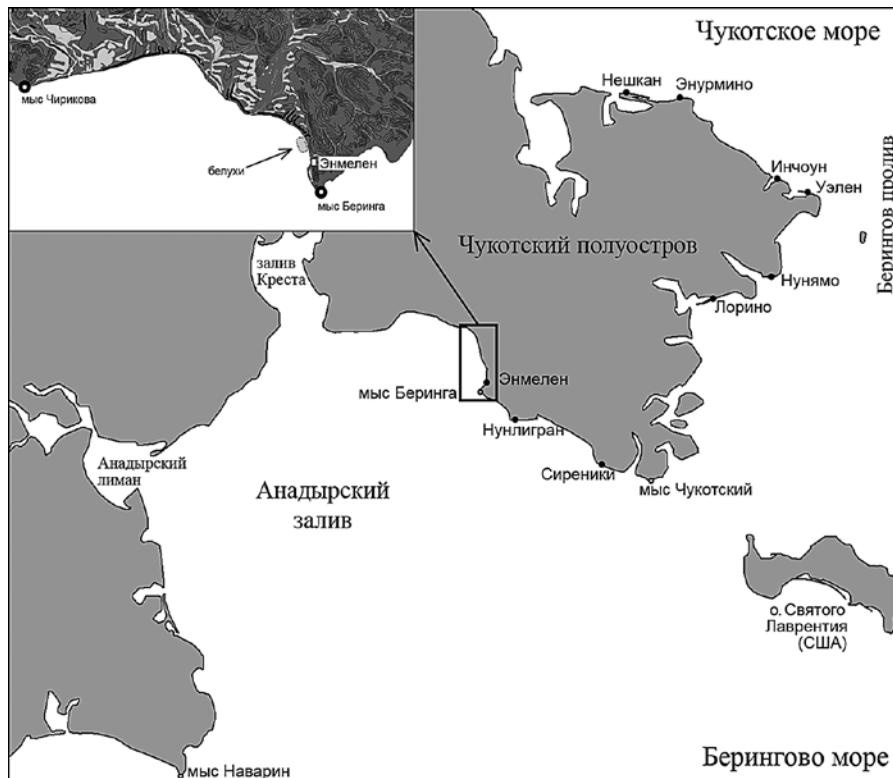 Чукотское море
мыс Чирикова
белухи
Энмелен
мыс Беринга
Нешкан
Энурмино
Инчоун
Уэлен
Берингов пролив
Чукотский полуостров
залив
Креста
Нунямо
Лорино
Энмелен
мыс Беринга
Нунлигран
Анадырский
лиман
Сиреники
мыс Чукотский
Анадырский
залив
о. Святого
Лаврентия
(США)
Берингово море
мыс Наварин